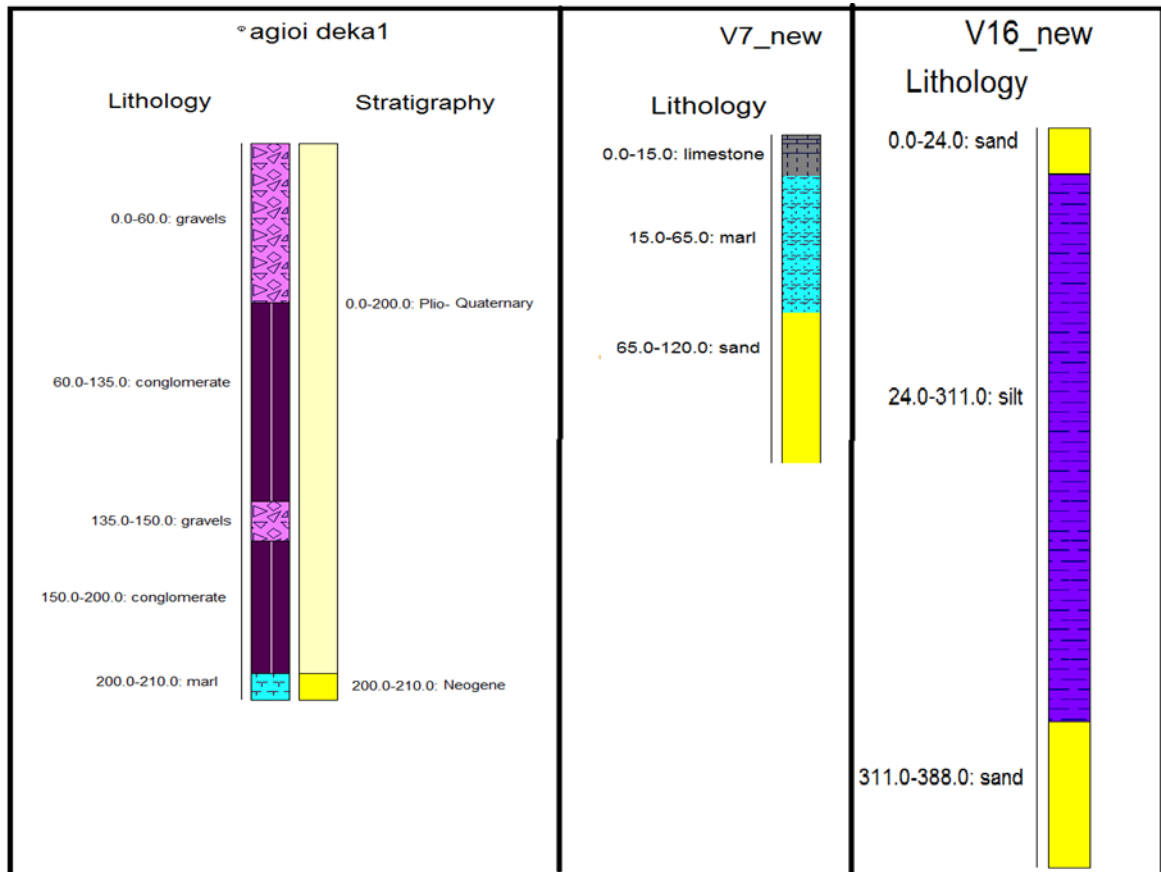 agioi deka1
Lithology
Stratigraphy
0.0-60.0: gravels
0.0-200.0: Plio- Quaternary
60.0-135.0: conglomerate
135.0-150.0: gravels
150.0-200.0: conglomerate
200.0-210.0: marl
200.0-210.0: Neogene
V7_new
Lithology
0.0-15.0: limestone
15.0-65.0: marl
65.0-120.0: sand
V16_new
Lithology
0.0-24.0: sand
24.0-311.0: silt
311.0-388.0: sand